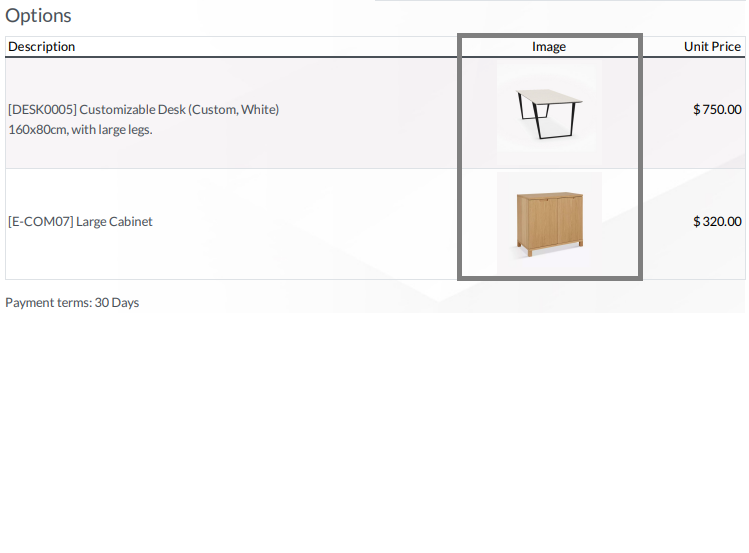 Options
Description Image Unit Price
[DESK0005] Customizable Desk (Custom, White)
160x80cm, with large legs.
$ 750.00
[E-COM07] Large Cabinet
$ 320.00
Payment terms: 30 Days